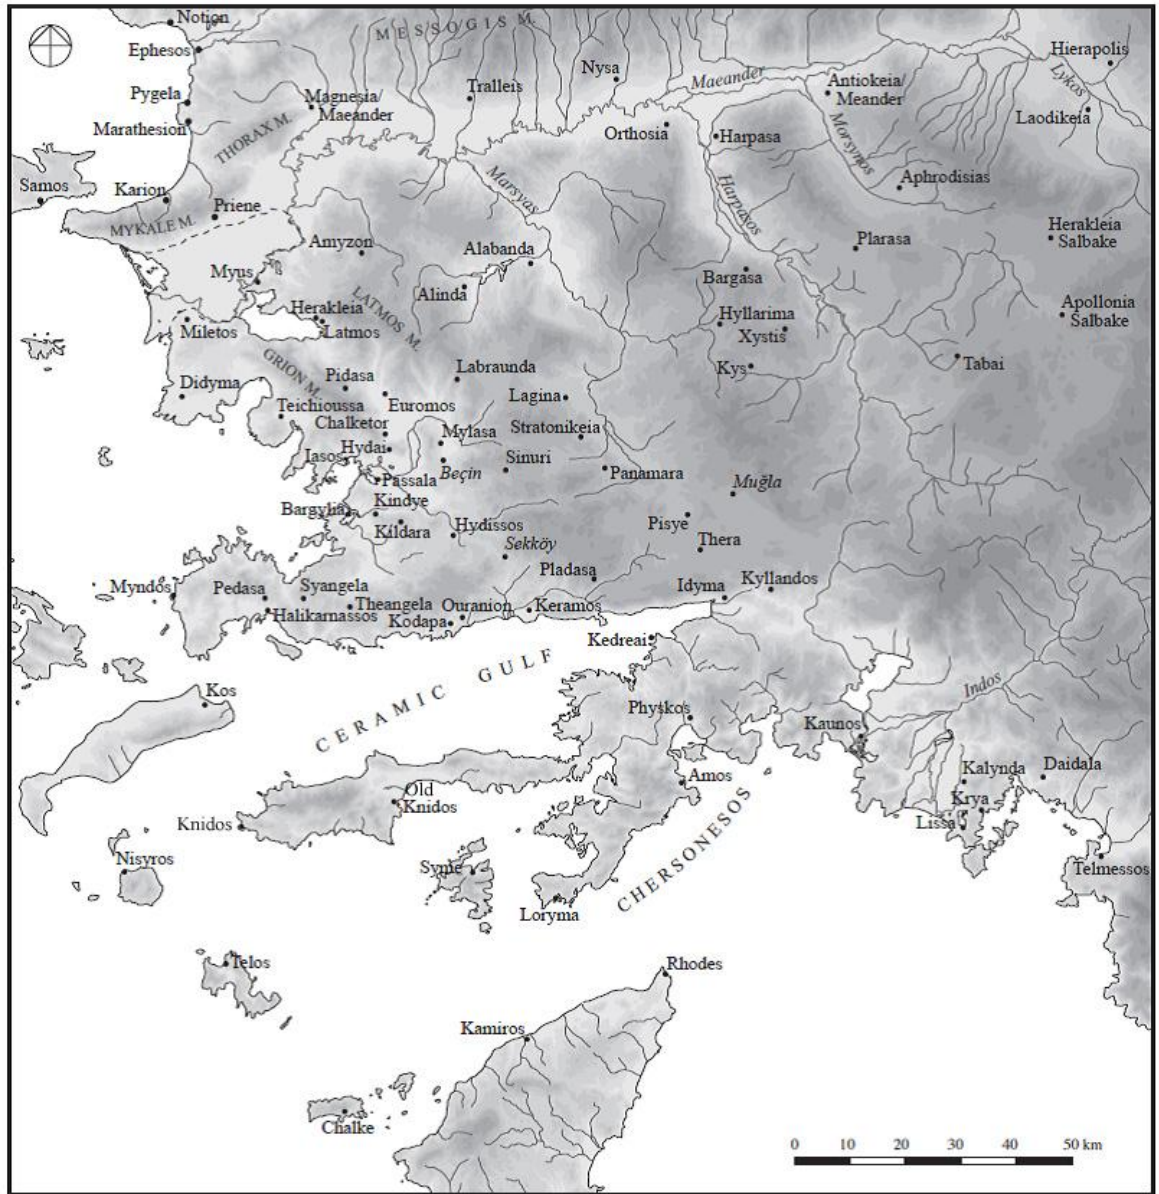 Notion
MESSOGIS M.
Ephesos
Hierapolis
Nysa
Maeander
Lykos
Pygela
Tralleis
Antiokeia/
Meander
Magnesia/
Maeander
Laodikeia
Marathesion
Orthosia
Harpasa
Morsynos
THORAX M.
Samos
Karion
Marsyas
Harpasos
Aphrodisias
Priene
MYKALE M.
Herakleia
Salbake
Amyzon
Alabanda
Plarasa
Myus
Bargasa
Alinda
LATMOS M.
Herakleia
Latmos
Miletos
Hyllarima
Xystis
Apollonia
Salbake
GRION M.
Pidasa
Labraunda
Kys
Tabai
Didyma
Euromos
Lagina
Teichioussa
Chalketor
Mylasa
Stratonikeia
Hydai
Iasos
Sinuri
Beçin
Panamara
Passala
Muğla
Kindye
Bargylia
Kildara
Hydissos
Pisye
Sekköy
Thera
Pladasa
Myndos
Pedasa
Syangela
Idyma
Kyllandos
Theangela
Ouranion
Keramos
Halikarnassos
Kodapa
Kedreai
CERAMIC GULF
Indos
Kos
Physkos
Kaunos
Kalynda
Daidala
Amos
Old
Knidos
Krya
Knidos
Lissa
CHERSONESOS
Nisyros
Syme
Telmessos
Loryma
Telos
Rhodes
Kamiros
Chalke
0 10 20 30 40 50 km